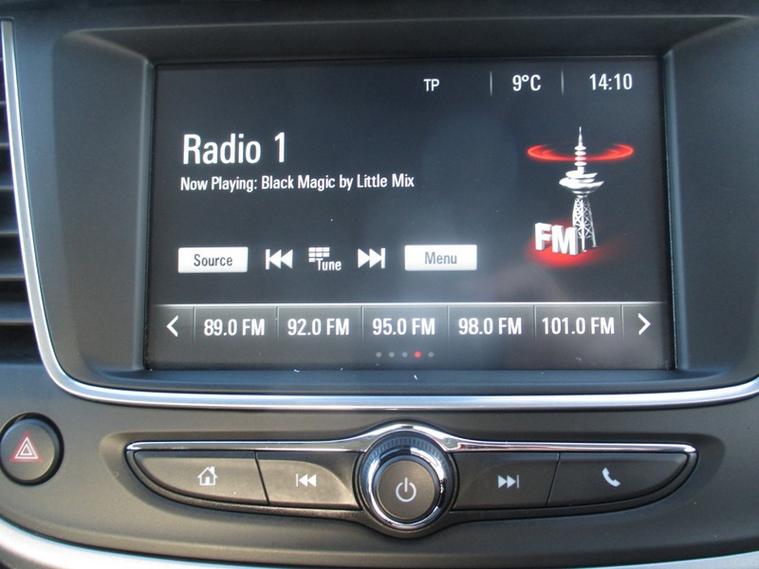 TP 9°C 14:10
Radio 1
Now Playing: Black Magic by Little Mix
FM
Source Tune Menu
89.0 FM 92.0 FM 95.0 FM 98.0 FM 101.0 FM